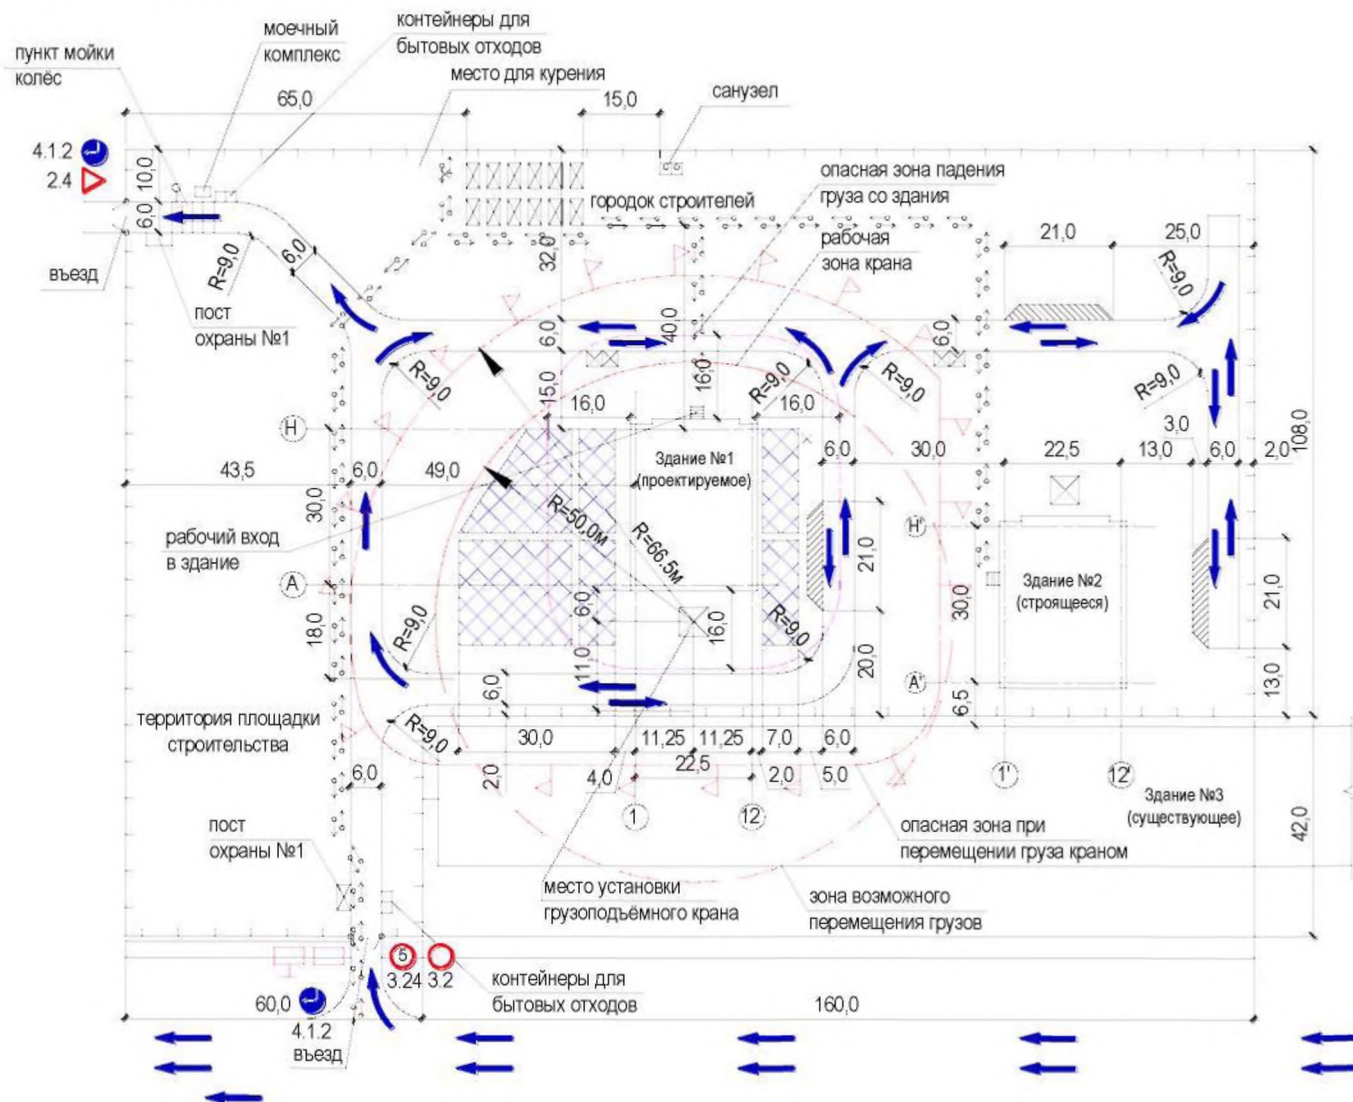 моечный
комплекс
контейнеры для
бытовых отходов
пункт мойки
колёс
место для курения
65,0
15,0
санузел
4.1.2
2.4
10,0
6,0
городок строителей
опасная зона падения
груза со здания
рабочая
зона крана
21,0
25,0
въезд
R=9,0
6,0
32,0
R=9,0
пост
охраны №1
6,0
40,0
6,0
R=9,0
15,0
16,0
R=9,0
R=9,0
R=9,0
108,0
16,0
16,0
3,0
Н
43,5
6,0
49,0
Здание №1
(проектируемое)
6,0
30,0
22,5
13,0
6,0
2,0
30,0
R=50.0м
R=66.5м
рабочий вход
в здание
Н'
21,0
А
Здание №2
(строящееся)
30,0
21,0
18,0
R=9,0
6,0
16,0
R=9,0
11,0
20,0
А'
13,0
6,0
6,5
территория площадки
строительства
R=9,0
30,0
11,25
11,25
7,0
6,0
2,0
6,0
4,0
22,5
2,0
5,0
1'
12'
Здание №3
(существующее)
1
12
42,0
пост
охраны №1
опасная зона при
перемещении груза краном
место установки
грузоподъёмного крана
зона возможного
перемещения грузов
5
3.24
3.2
контейнеры для
бытовых отходов
60,0
160,0
4.1.2
въезд